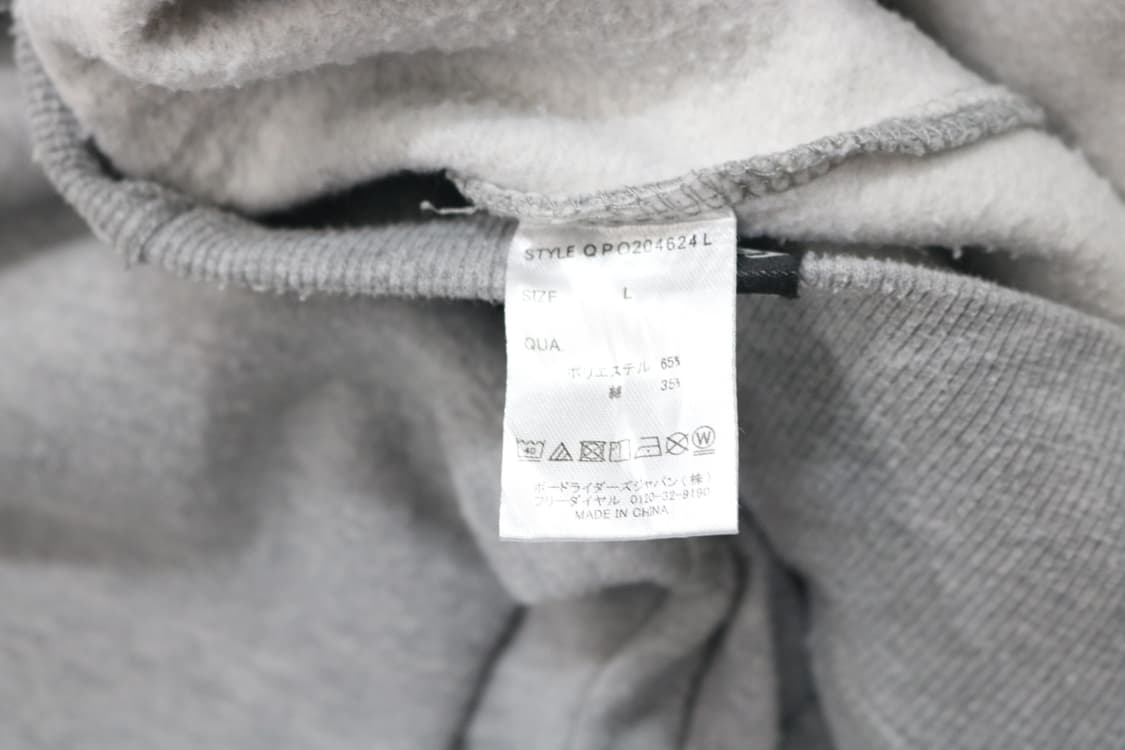 STYLE QPO204624L
SIZE L
QUA.
ポリエステル 65%
綿 35%
40 W
ボードライダーズジャパン(株)
フリーダイヤル 0120-32-9190
MADE IN CHINA